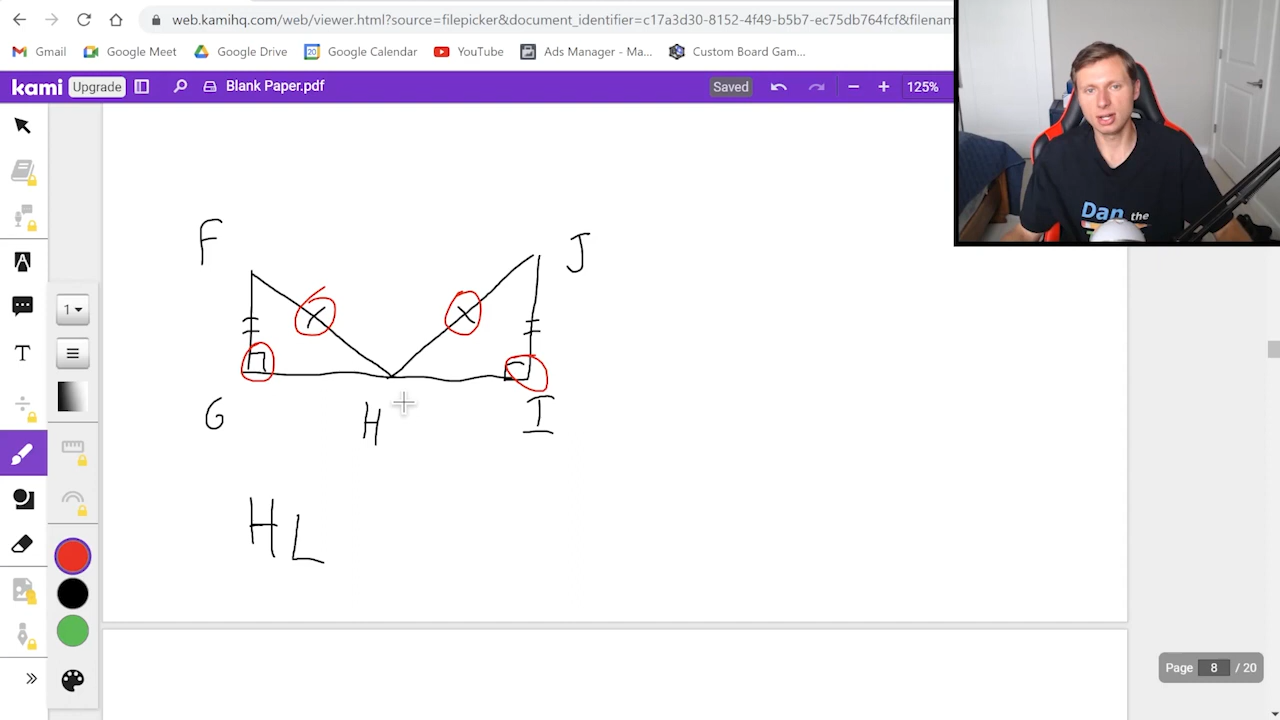 web.kamihq.com/web/viewer.html?source=filepicker&document_identifier=c17a3d30-8152-4f49-b5b7-ec75db764fcf&filenam
Gmail
Google Meet
Google Drive
20
Google Calendar
YouTube
Ads Manager - Ma...
Custom Board Gam...
kami
Upgrade
Blank Paper.pdf
Saved
125%
Dan the
1
A
T
F
J
G
H
I
HL
Page 8 / 20